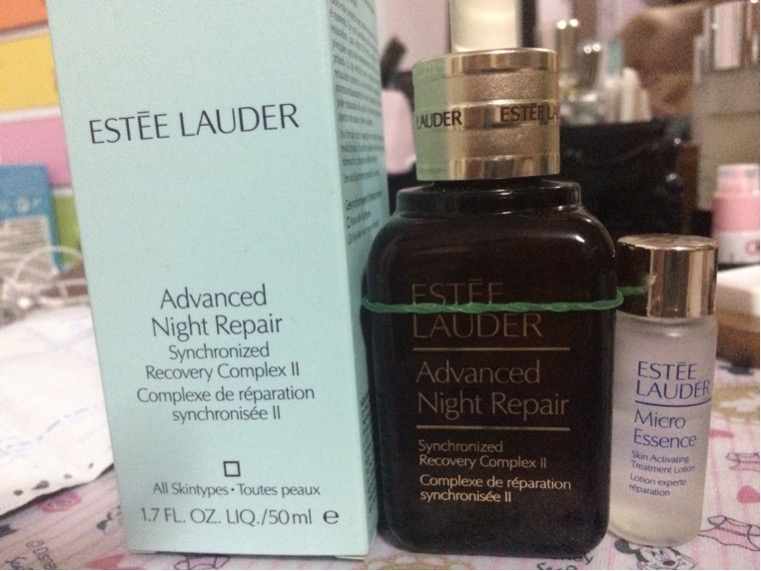 ESTĒE LAUDER
Advanced
Night Repair
Synchronized
Recovery Complex II
Complexe de réparation
synchronisée II
All Skintypes • Toutes peaux
1.7 FL. OZ. LIQ./50 ml e
LAUDER ESTĒE LA
ESTĒE
LAUDER
Advanced
Night Repair
Synchronized
Recovery Complex II
Complexe de réparation
synchronisée II
ESTĒE
LAUDER
Micro
Essence
Skin Activating
Treatment Lotion
Lotion experte
réparation